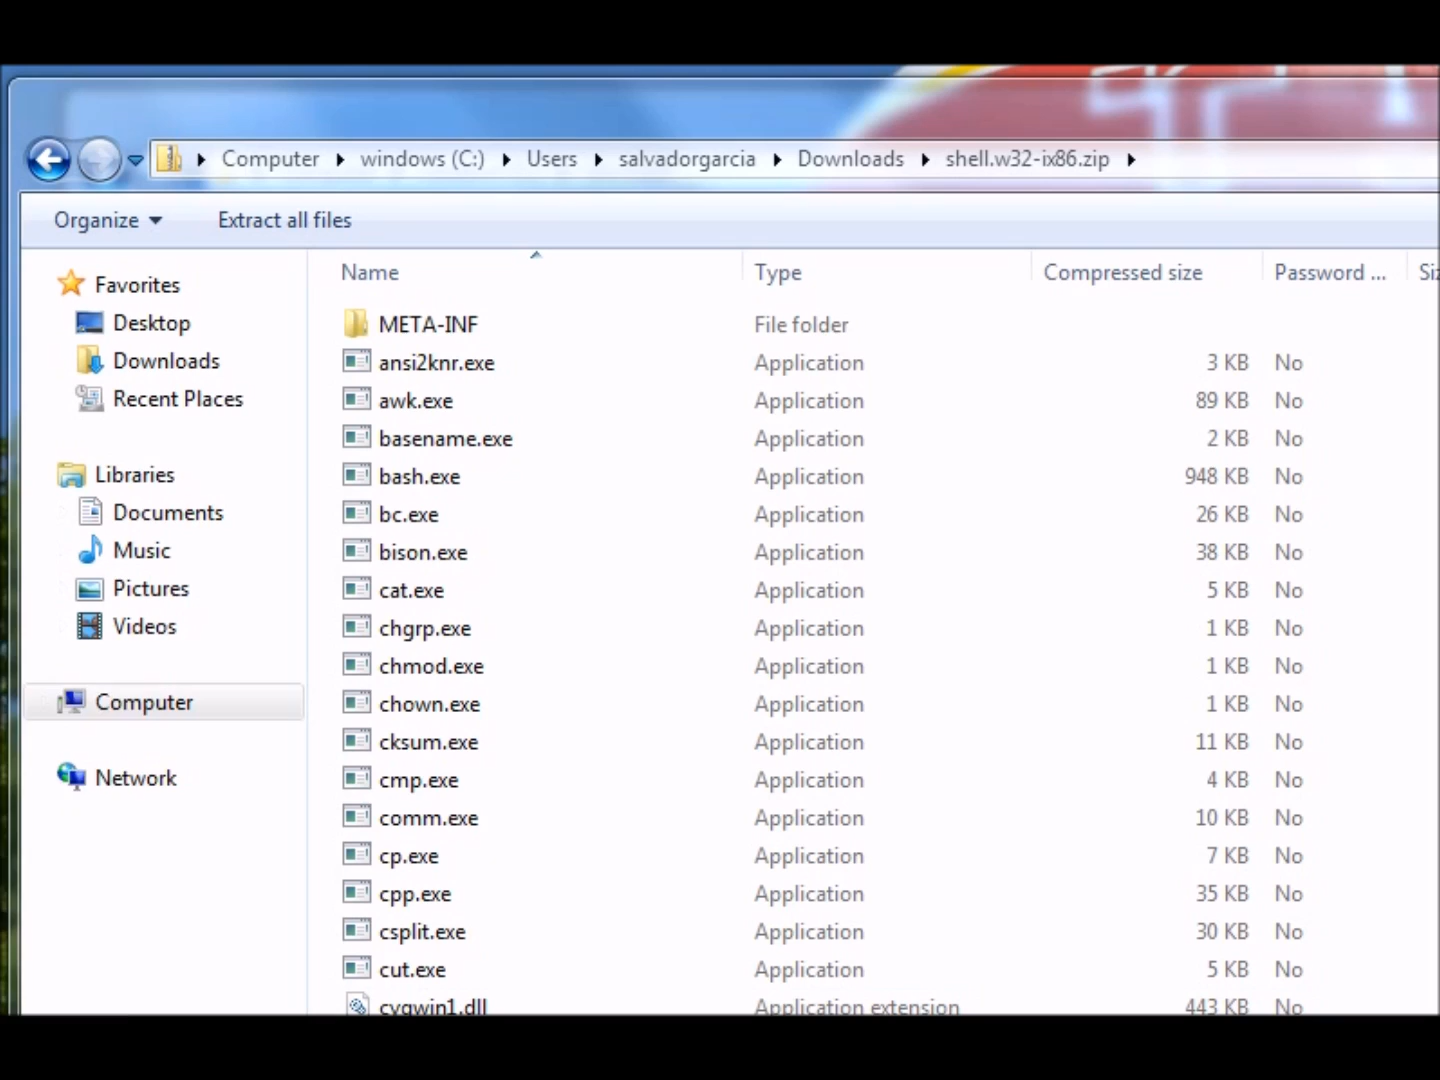 Computer windows (C:) Users salvadorgarcia Downloads shell.w32-ix86.zip
Organize Extract all files
Favorites
Desktop
Downloads
Recent Places
Libraries
Documents
Music
Pictures
Videos
Computer
Network
Name Type Compressed size Password ... Siz
META-INF File folder
ansi2knr.exe Application 3 KB No
awk.exe Application 89 KB No
basename.exe Application 2 KB No
bash.exe Application 948 KB No
bc.exe Application 26 KB No
bison.exe Application 38 KB No
cat.exe Application 5 KB No
chgrp.exe Application 1 KB No
chmod.exe Application 1 KB No
chown.exe Application 1 KB No
cksum.exe Application 11 KB No
cmp.exe Application 4 KB No
comm.exe Application 10 KB No
cp.exe Application 7 KB No
cpp.exe Application 35 KB No
csplit.exe Application 30 KB No
cut.exe Application 5 KB No
cygwin1.dll Application extension 443 KB No